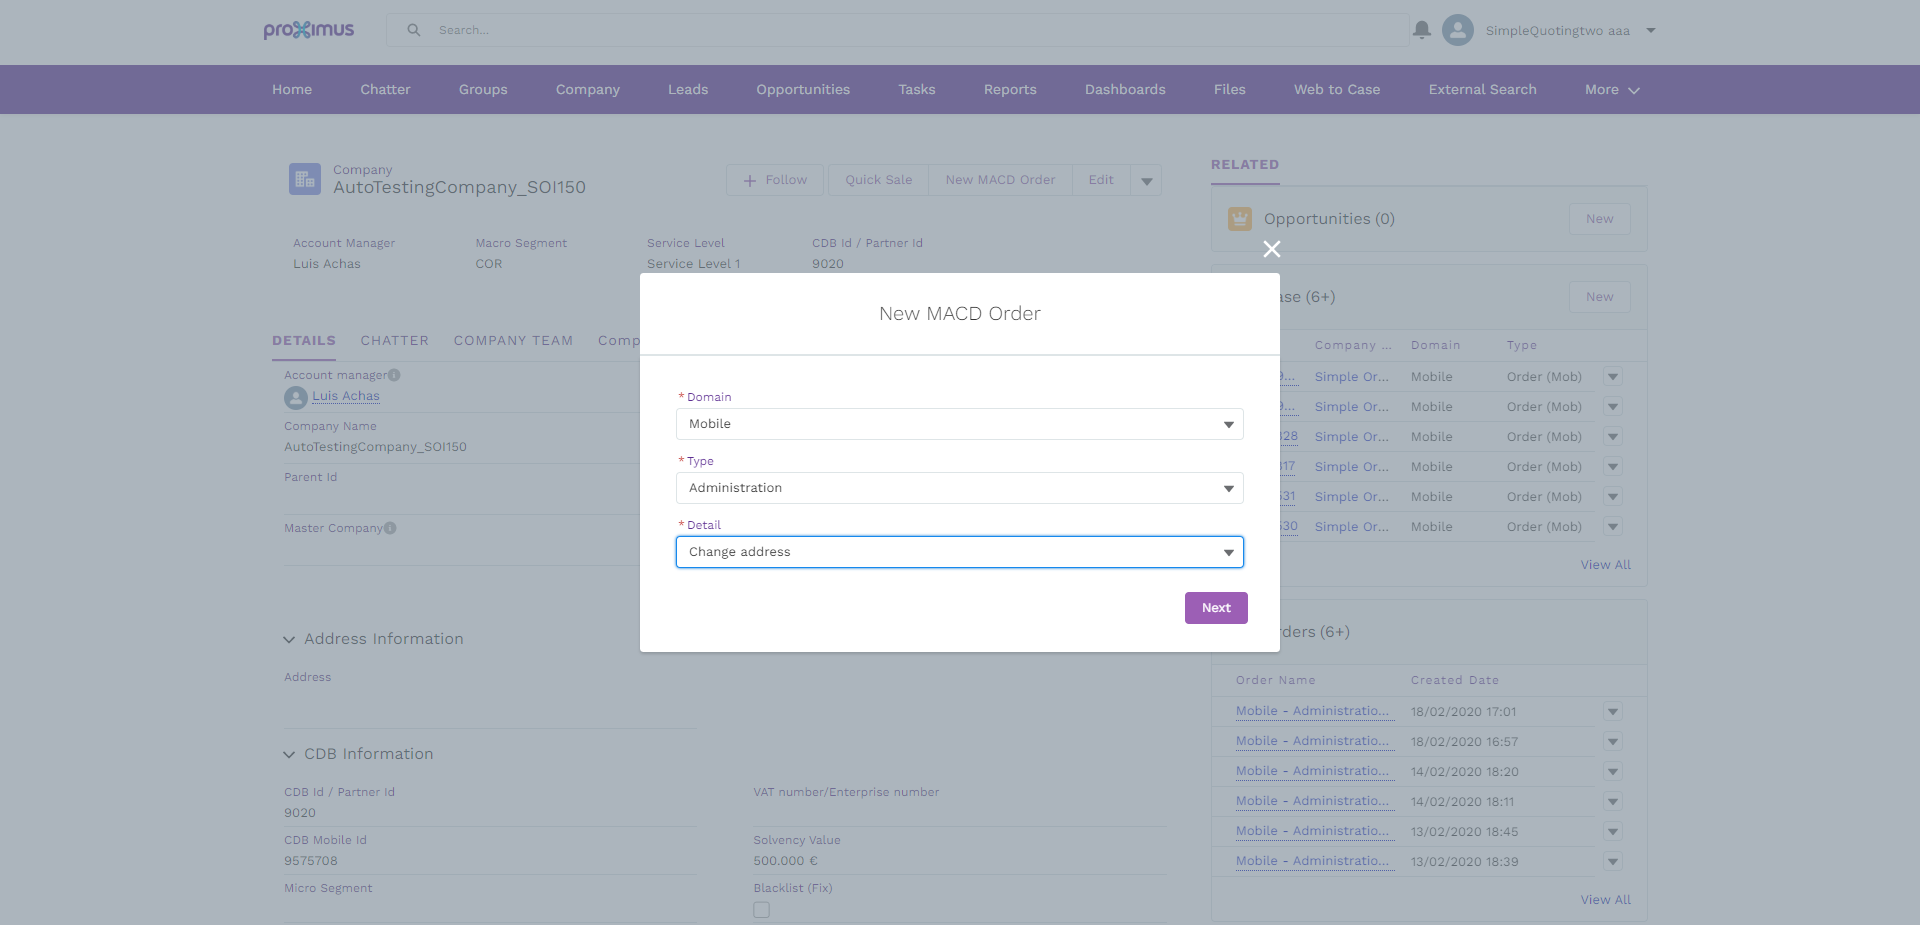 proximus
Search...
SimpleQuotingtwo aaa
Home Chatter Groups Company Leads Opportunities Tasks Reports Dashboards Files Web to Case External Search More
Company
AutoTestingCompany_SOI150
Follow Quick Sale New MACD Order Edit
Account Manager Macro Segment Service Level CDB Id / Partner Id
Luis Achas COR Service Level 1 9020
DETAILS CHATTER COMPANY TEAM Comp
Account manager
Luis Achas
Company Name
AutoTestingCompany_SOI150
Parent Id
Master Company
Address Information
Address
CDB Information
CDB Id / Partner Id VAT number/Enterprise number
9020
CDB Mobile Id Solvency Value
9575708 500.000 €
Micro Segment Blacklist (Fix)
New MACD Order
* Domain
Mobile
* Type
Administration
* Detail
Change address
Next
RELATED
Opportunities (0) New
ase (6+) New
Company ... Domain Type
9... Simple Or... Mobile Order (Mob)
9... Simple Or... Mobile Order (Mob)
328 Simple Or... Mobile Order (Mob)
317 Simple Or... Mobile Order (Mob)
531 Simple Or... Mobile Order (Mob)
530 Simple Or... Mobile Order (Mob)
View All
rders (6+)
Order Name Created Date
Mobile - Administratio... 18/02/2020 17:01
Mobile - Administratio... 18/02/2020 16:57
Mobile - Administratio... 14/02/2020 18:20
Mobile - Administratio... 14/02/2020 18:11
Mobile - Administratio... 13/02/2020 18:45
Mobile - Administratio... 13/02/2020 18:39
View All